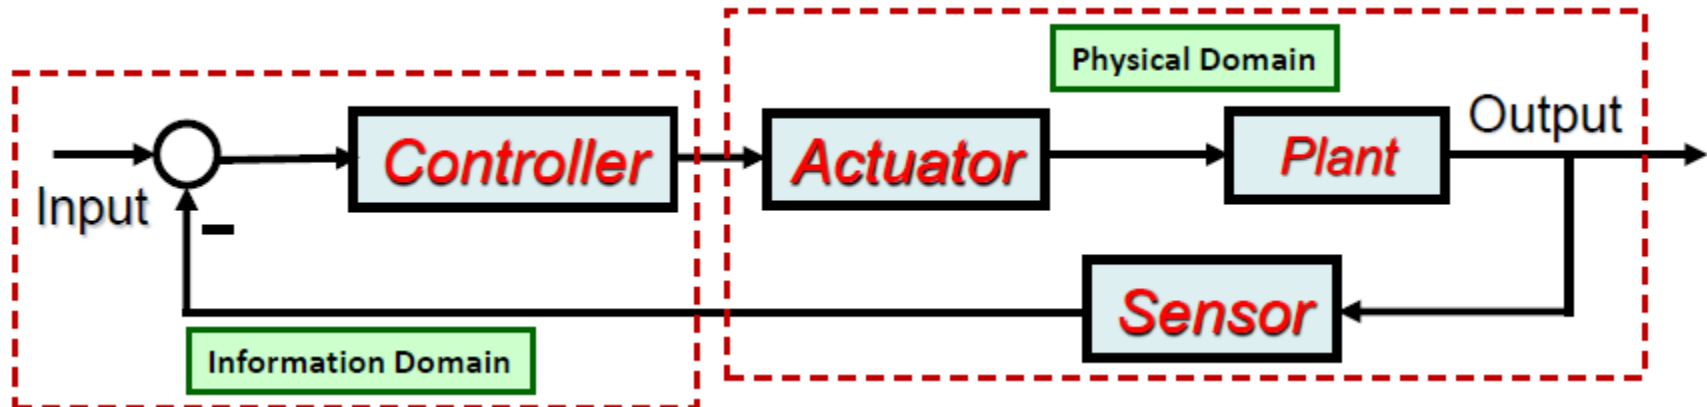 Physical Domain
Output
Controller
Actuator
Plant
Input
−
Sensor
Information Domain